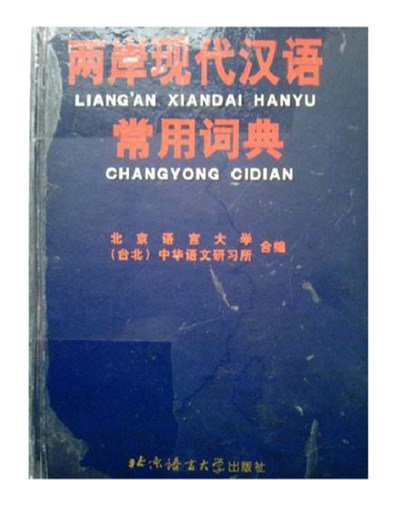 两岸现代汉语
LIANG'AN XIANDAI HANYU
常用词典
CHANGYONG CIDIAN
北京语言大学
(台北)中华语文研习所 合编
北京语言大学出版社